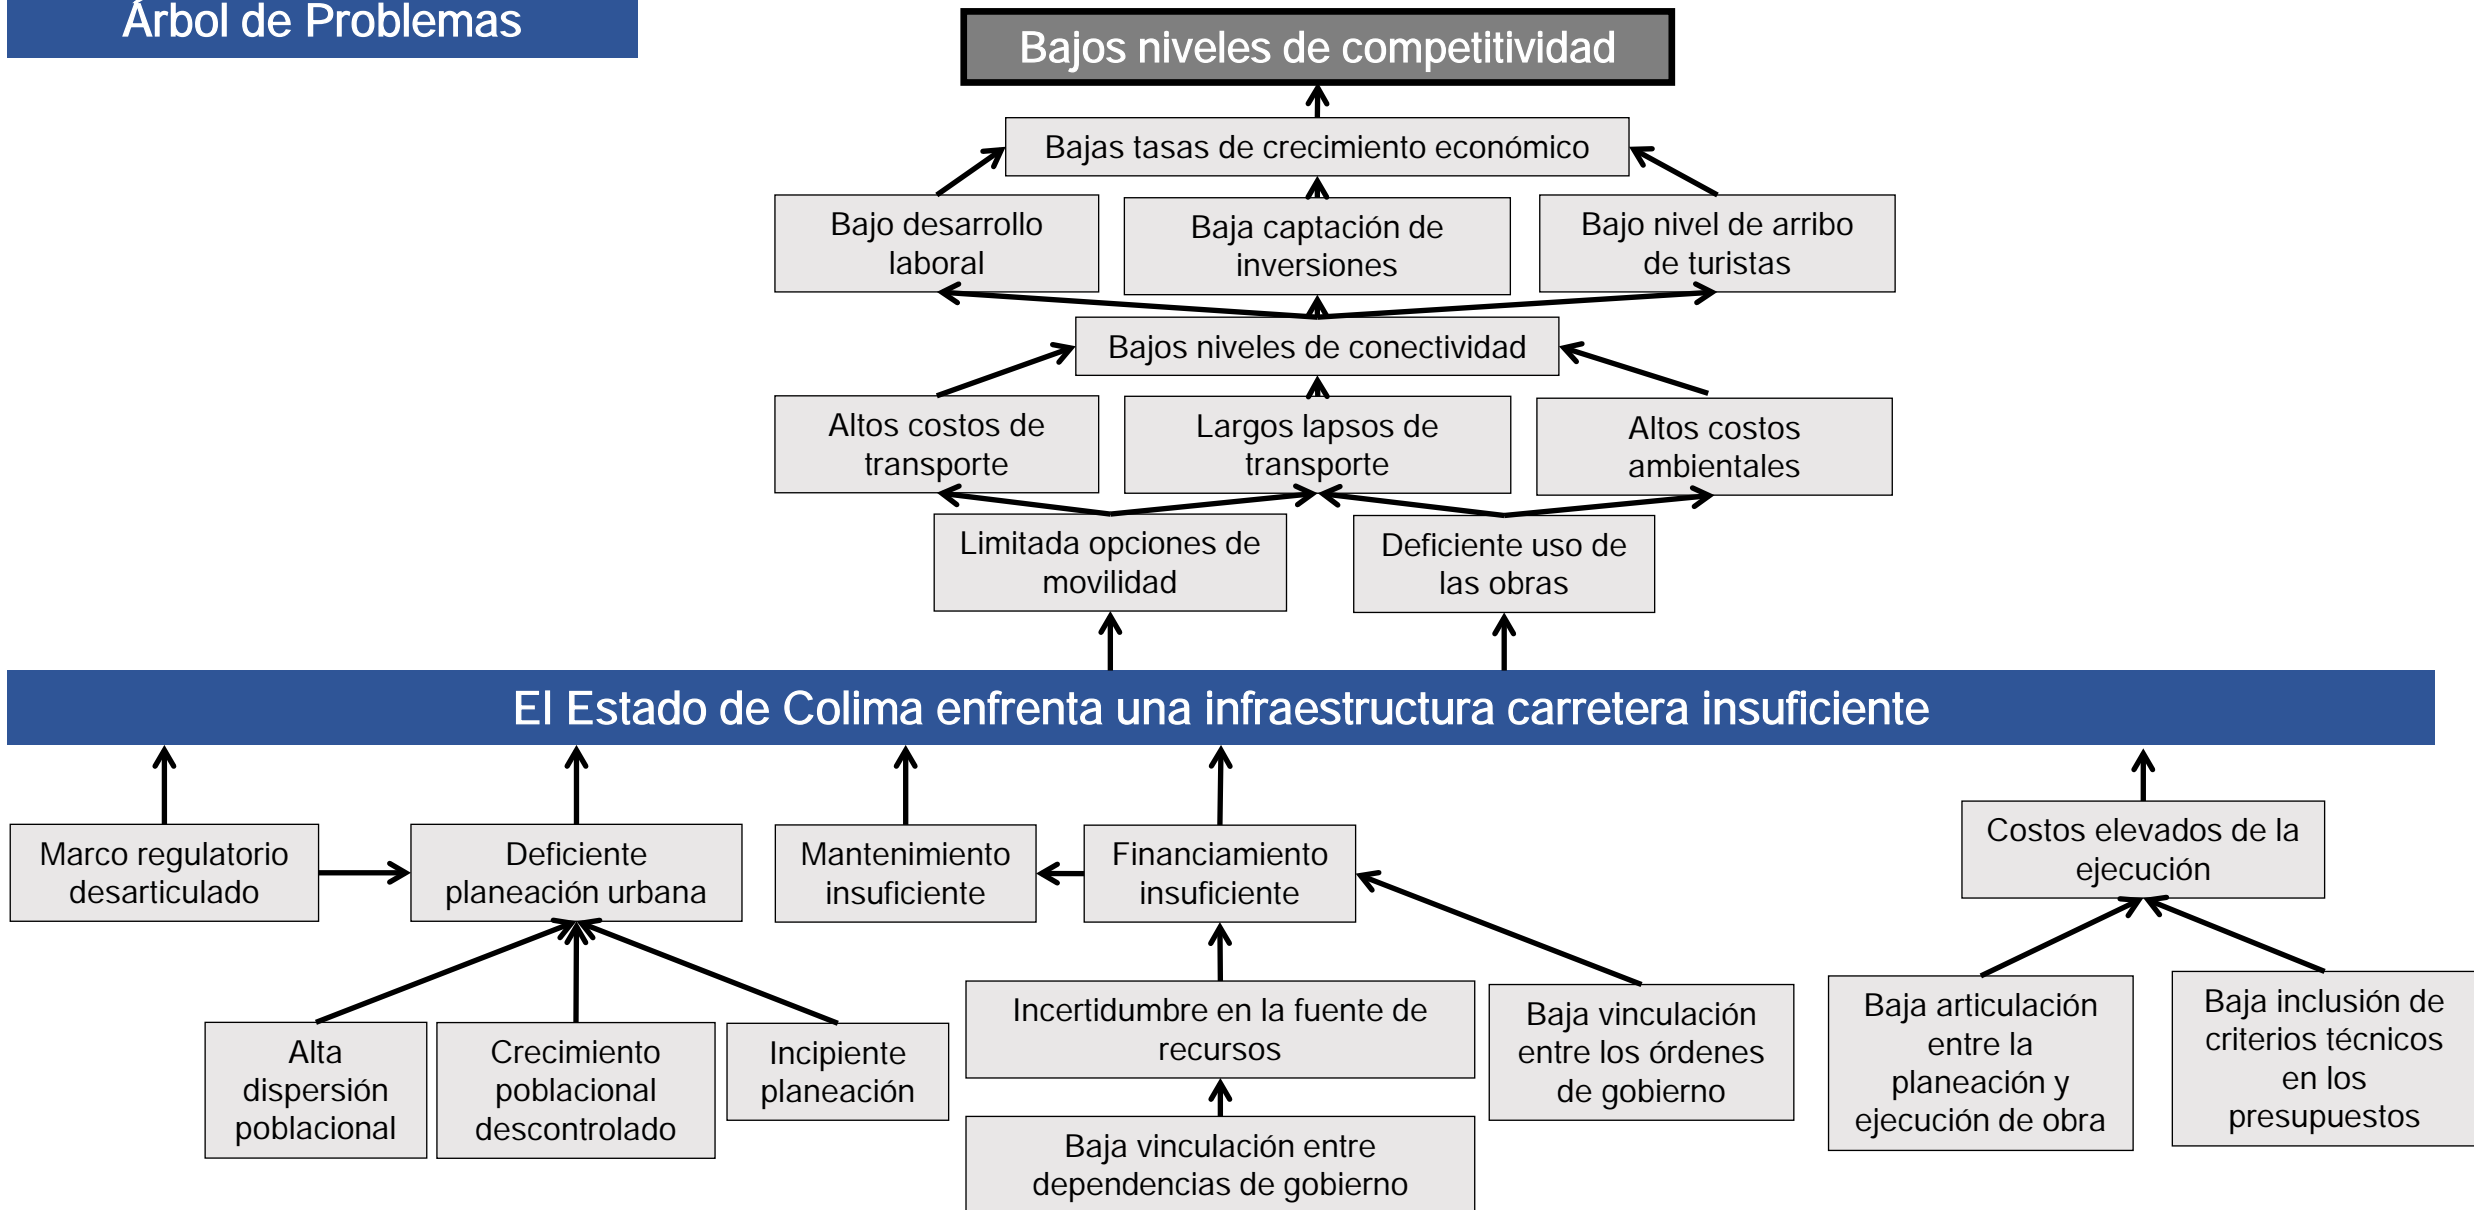 Árbol de Problemas
Bajos niveles de competitividad
Bajas tasas de crecimiento económico
Bajo desarrollo
laboral
Baja captación de
inversiones
Bajo nivel de arribo
de turistas
Bajos niveles de conectividad
Altos costos de
transporte
Largos lapsos de
transporte
Altos costos
ambientales
Limitada opciones de
movilidad
Deficiente uso de
las obras
El Estado de Colima enfrenta una infraestructura carretera insuficiente
Marco regulatorio
desarticulado
Deficiente
planeación urbana
Mantenimiento
insuficiente
Financiamiento
insuficiente
Costos elevados de la
ejecución
Alta
dispersión
poblacional
Crecimiento
poblacional
descontrolado
Incipiente
planeación
Incertidumbre en la fuente de
recursos
Baja vinculación
entre los órdenes
de gobierno
Baja articulación
entre la
planeación y
ejecución de obra
Baja inclusión de
criterios técnicos
en los
presupuestos
Baja vinculación entre
dependencias de gobierno